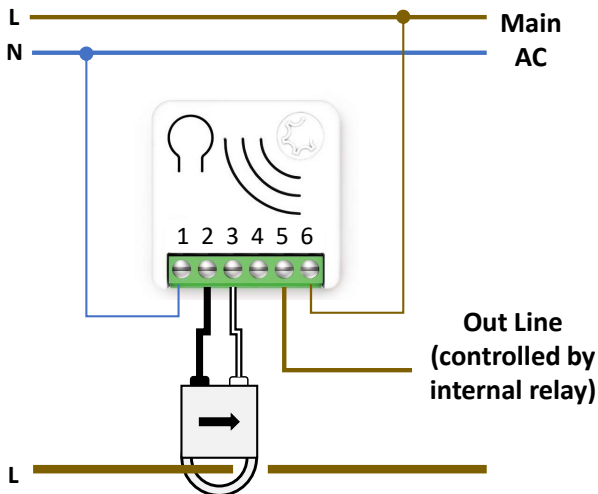 L
Main
N
AC
1 2 3 4 5 6
Out Line
(controlled by
internal relay)
L